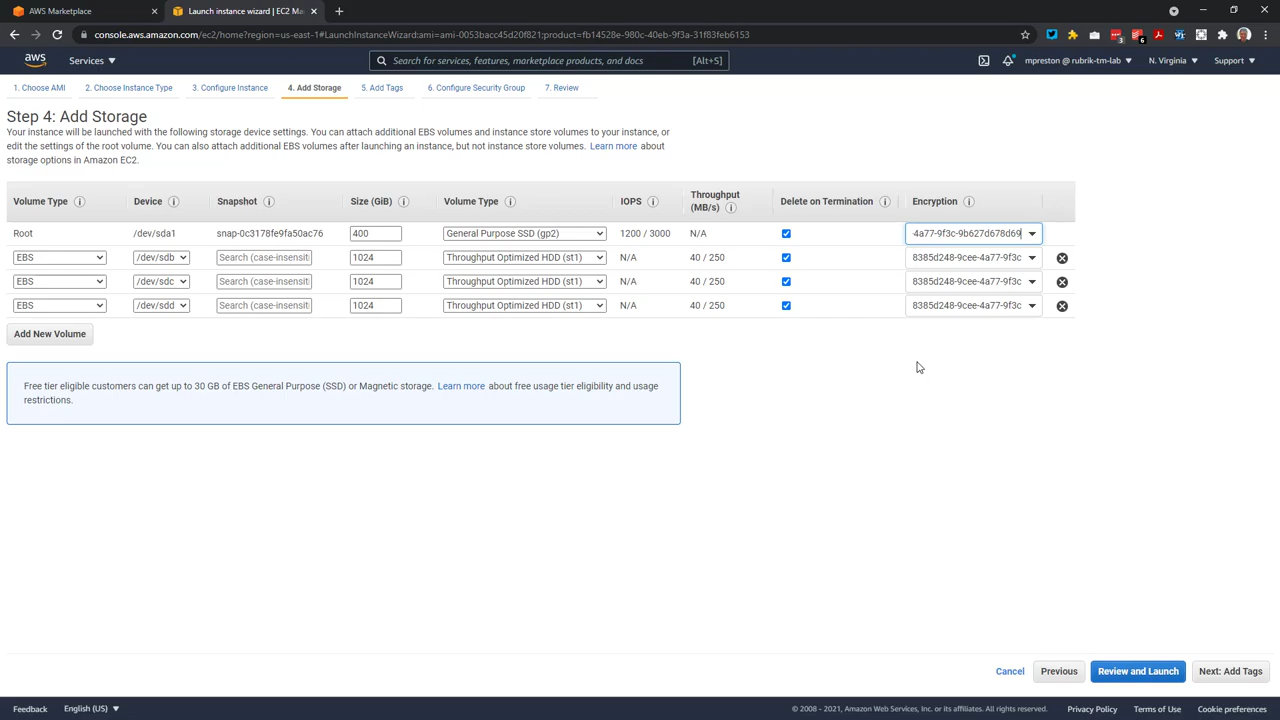 AWS Marketplace
Launch instance wizard | EC2 Ma
console.aws.amazon.com/ec2/home?region=us-east-1#LaunchInstanceWizard:ami=ami-0053bacc45d20f821;product=fb14528e-980c-40eb-9f3a-31f83feb6153
3
6
aws
Services
Search for services, features, marketplace products, and docs [Alt+S]
mpreston @ rubrik-tm-lab
N. Virginia
Support
1. Choose AMI 2. Choose Instance Type 3. Configure Instance 4. Add Storage 5. Add Tags 6. Configure Security Group 7. Review
Step 4: Add Storage
Your instance will be launched with the following storage device settings. You can attach additional EBS volumes and instance store volumes to your instance, or
edit the settings of the root volume. You can also attach additional EBS volumes after launching an instance, but not instance store volumes. Learn more about
storage options in Amazon EC2.
Volume Type Device Snapshot Size (GiB) Volume Type IOPS Throughput (MB/s) Delete on Termination Encryption
Root /dev/sda1 snap-0c3178fe9fa50ac76 400 General Purpose SSD (gp2) 1200 / 3000 N/A 4a77-9f3c-9b627d678d69
EBS /dev/sdb Search (case-insensit 1024 Throughput Optimized HDD (st1) N/A 40 / 250 8385d248-9cee-4a77-9f3c
EBS /dev/sdc Search (case-insensit 1024 Throughput Optimized HDD (st1) N/A 40 / 250 8385d248-9cee-4a77-9f3c
EBS /dev/sdd Search (case-insensit 1024 Throughput Optimized HDD (st1) N/A 40 / 250 8385d248-9cee-4a77-9f3c
Add New Volume
Free tier eligible customers can get up to 30 GB of EBS General Purpose (SSD) or Magnetic storage. Learn more about free usage tier eligibility and usage
restrictions.
Cancel Previous Review and Launch Next: Add Tags
Feedback English (US) © 2008 - 2021, Amazon Web Services, Inc. or its affiliates. All rights reserved. Privacy Policy Terms of Use Cookie preferences